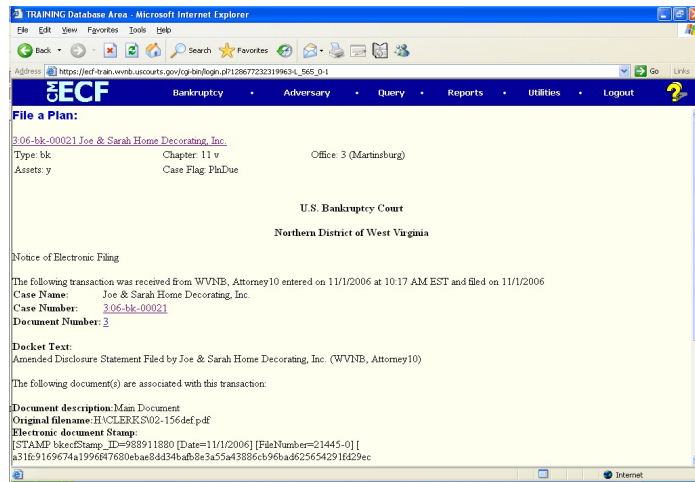 TRAINING Database Area - Microsoft Internet Explorer
File Edit View Favorites Tools Help
Back Search Favorites
Address https://ecf-train.wvnb.uscourts.gov/cgi-bin/login.pl?128677232319963-L_565_0-1 Go Links
CM ECF Bankruptcy • Adversary • Query • Reports • Utilities • Logout ?
File a Plan:
3:06-bk-00021 Joe & Sarah Home Decorating, Inc.
Type: bk Chapter: 11 v Office: 3 (Martinsburg)
Assets: y Case Flag: PlnDue
U.S. Bankruptcy Court
Northern District of West Virginia
Notice of Electronic Filing
The following transaction was received from WVNB, Attorney10 entered on 11/1/2006 at 10:17 AM EST and filed on 11/1/2006
Case Name: Joe & Sarah Home Decorating, Inc.
Case Number: 3:06-bk-00021
Document Number: 3
Docket Text:
Amended Disclosure Statement Filed by Joe & Sarah Home Decorating, Inc. (WVNB, Attorney10)
The following document(s) are associated with this transaction:
Document description:Main Document
Original filename:H:\CLERKS\02-156def.pdf
Electronic document Stamp:
[STAMP bkecfStamp_ID=988911880 [Date=11/1/2006] [FileNumber=21445-0] [
a31fc9169674a1996f47680ebae8dd34bafb8e3a55a43886cb96bad625654291fd29ec
Internet